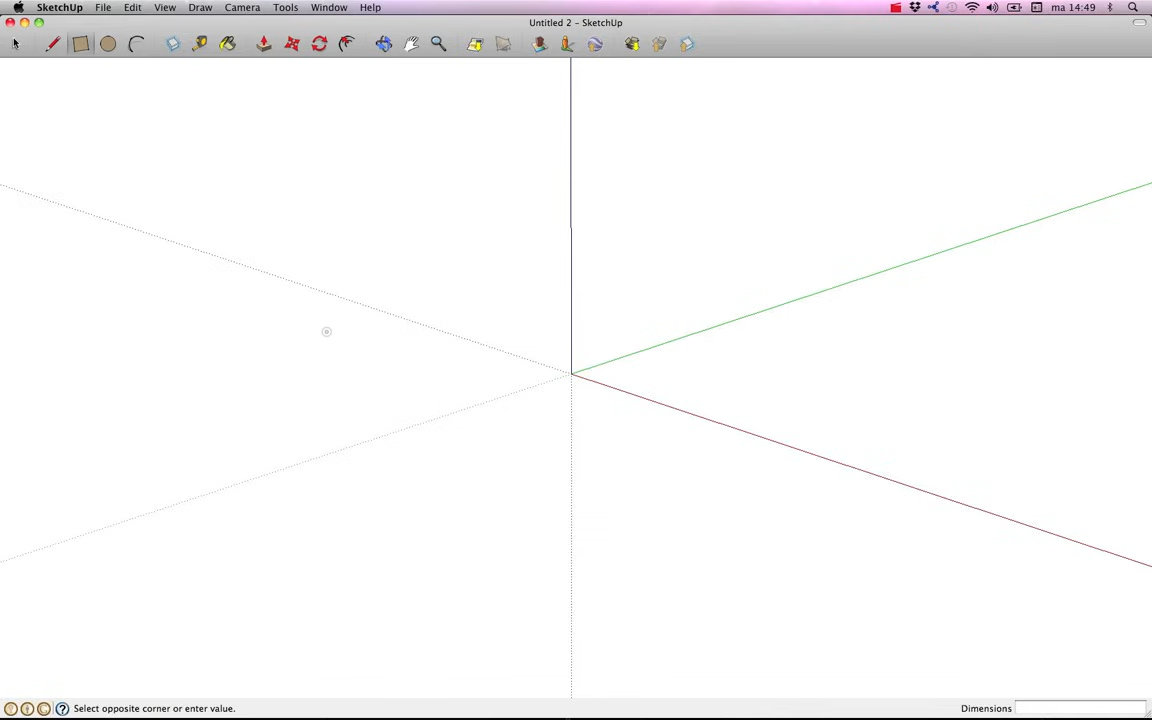 SketchUp File Edit View Draw Camera Tools Window Help ma 14:49
Untitled 2 – SketchUp
Select opposite corner or enter value. Dimensions